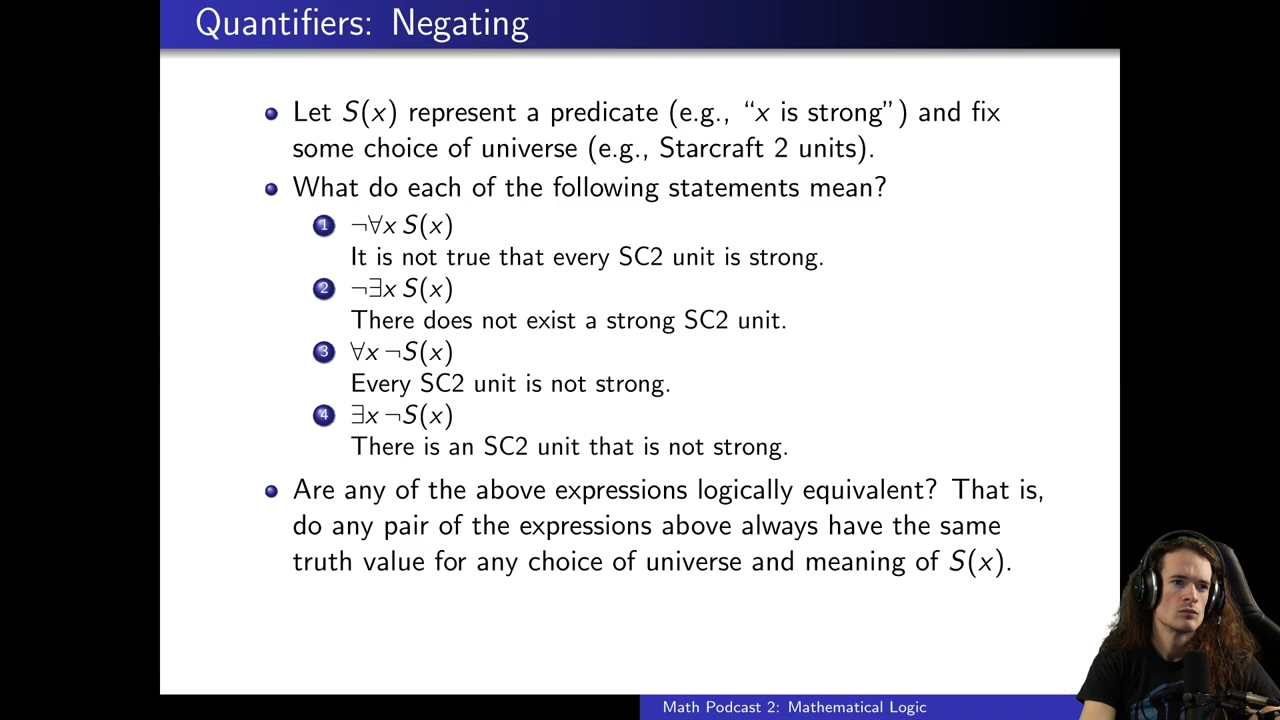 Quantifiers: Negating
Let S(x) represent a predicate (e.g., “x is strong”) and fix
some choice of universe (e.g., Starcraft 2 units).
What do each of the following statements mean?
1 ¬∀x S(x)
It is not true that every SC2 unit is strong.
2 ¬∃x S(x)
There does not exist a strong SC2 unit.
3 ∀x ¬S(x)
Every SC2 unit is not strong.
4 ∃x ¬S(x)
There is an SC2 unit that is not strong.
Are any of the above expressions logically equivalent? That is,
do any pair of the expressions above always have the same
truth value for any choice of universe and meaning of S(x).
Math Podcast 2: Mathematical Logic